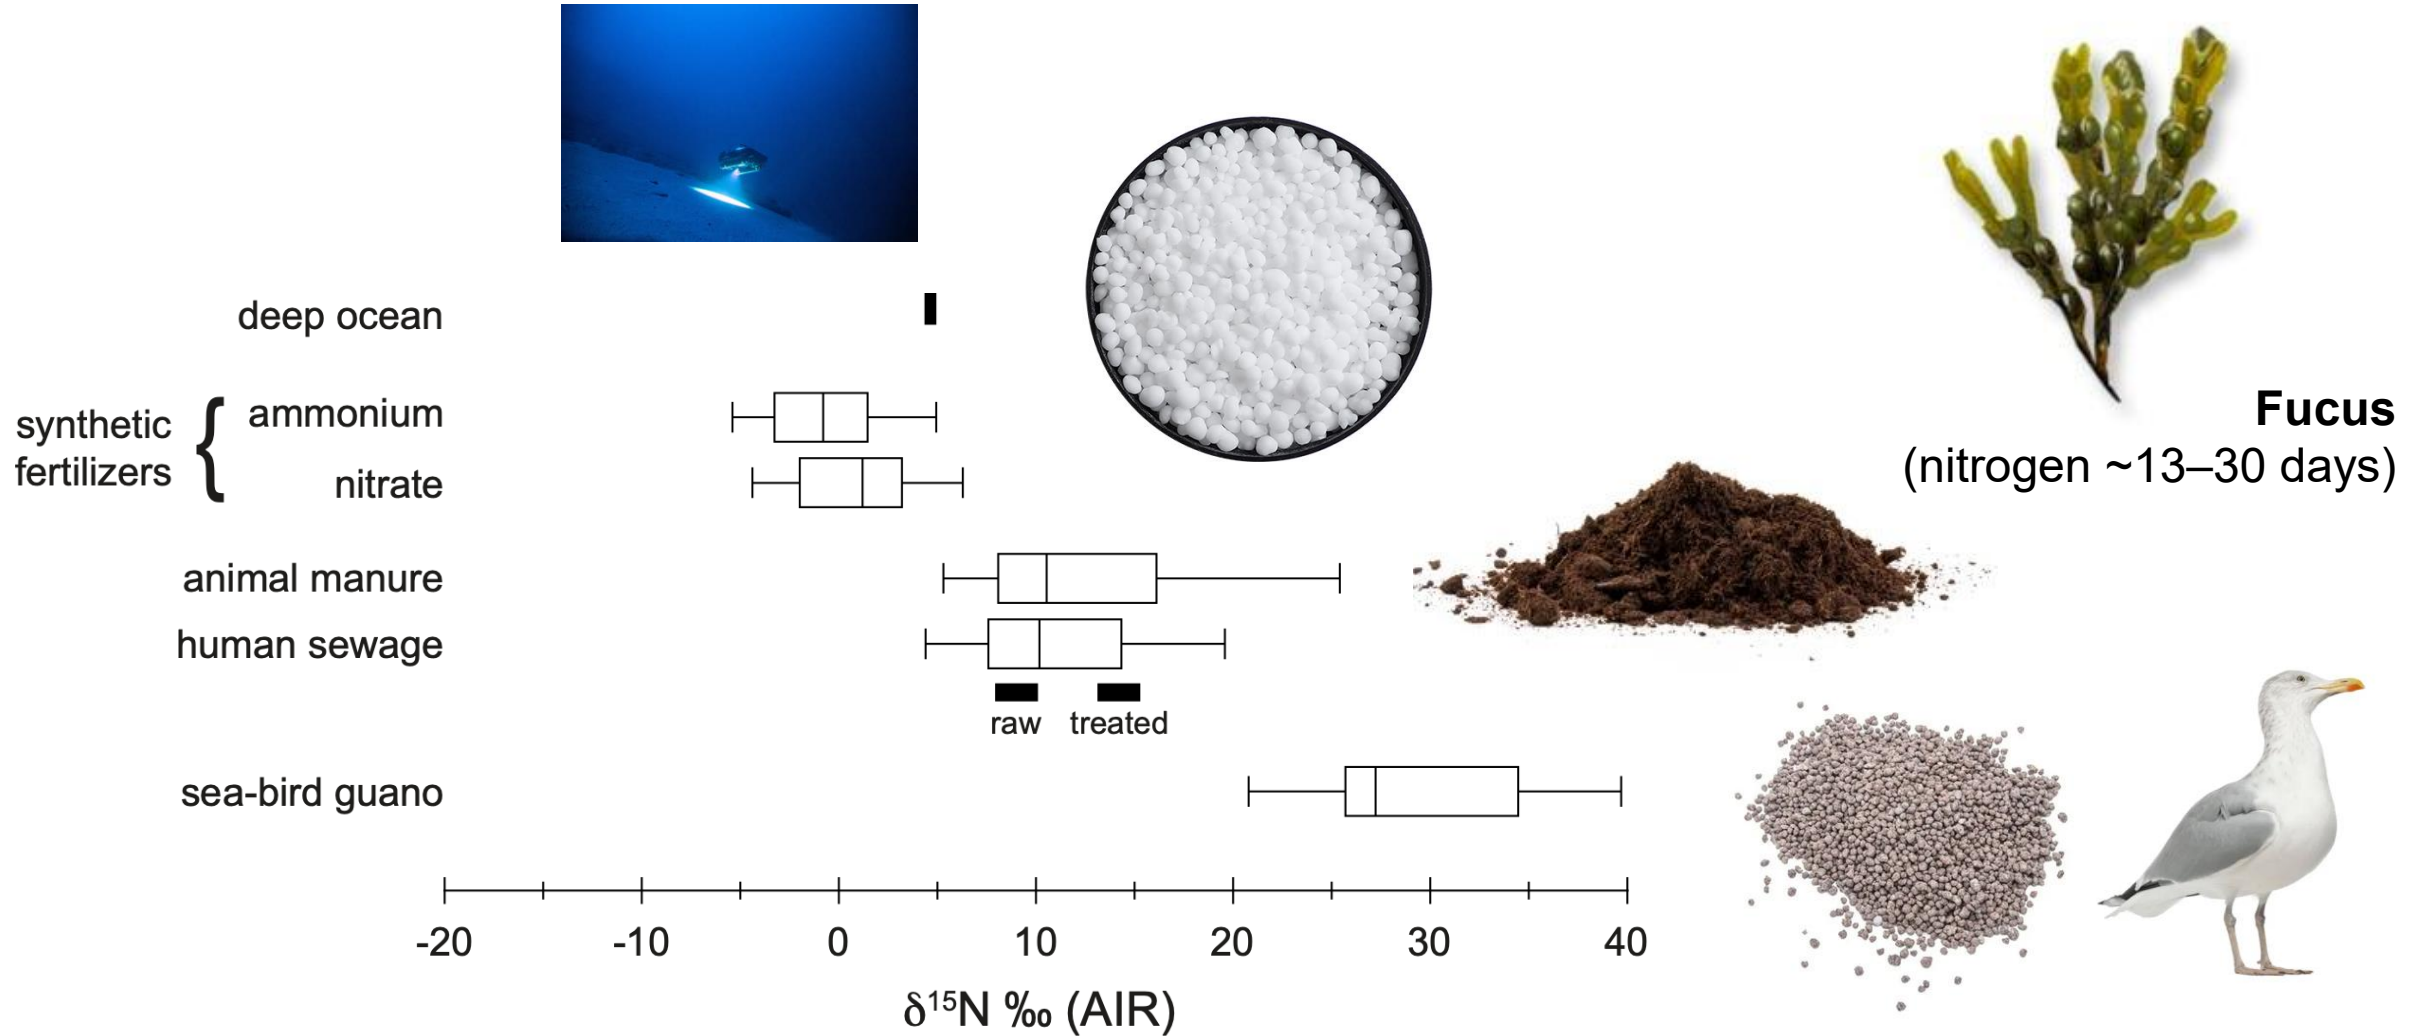 deep ocean
synthetic
fertilizers
{
ammonium
nitrate
animal manure
human sewage
raw treated
sea-bird guano
-20 -10 0 10 20 30 40
δ¹⁵N ‰ (AIR)
Fucus
(nitrogen ~13–30 days)